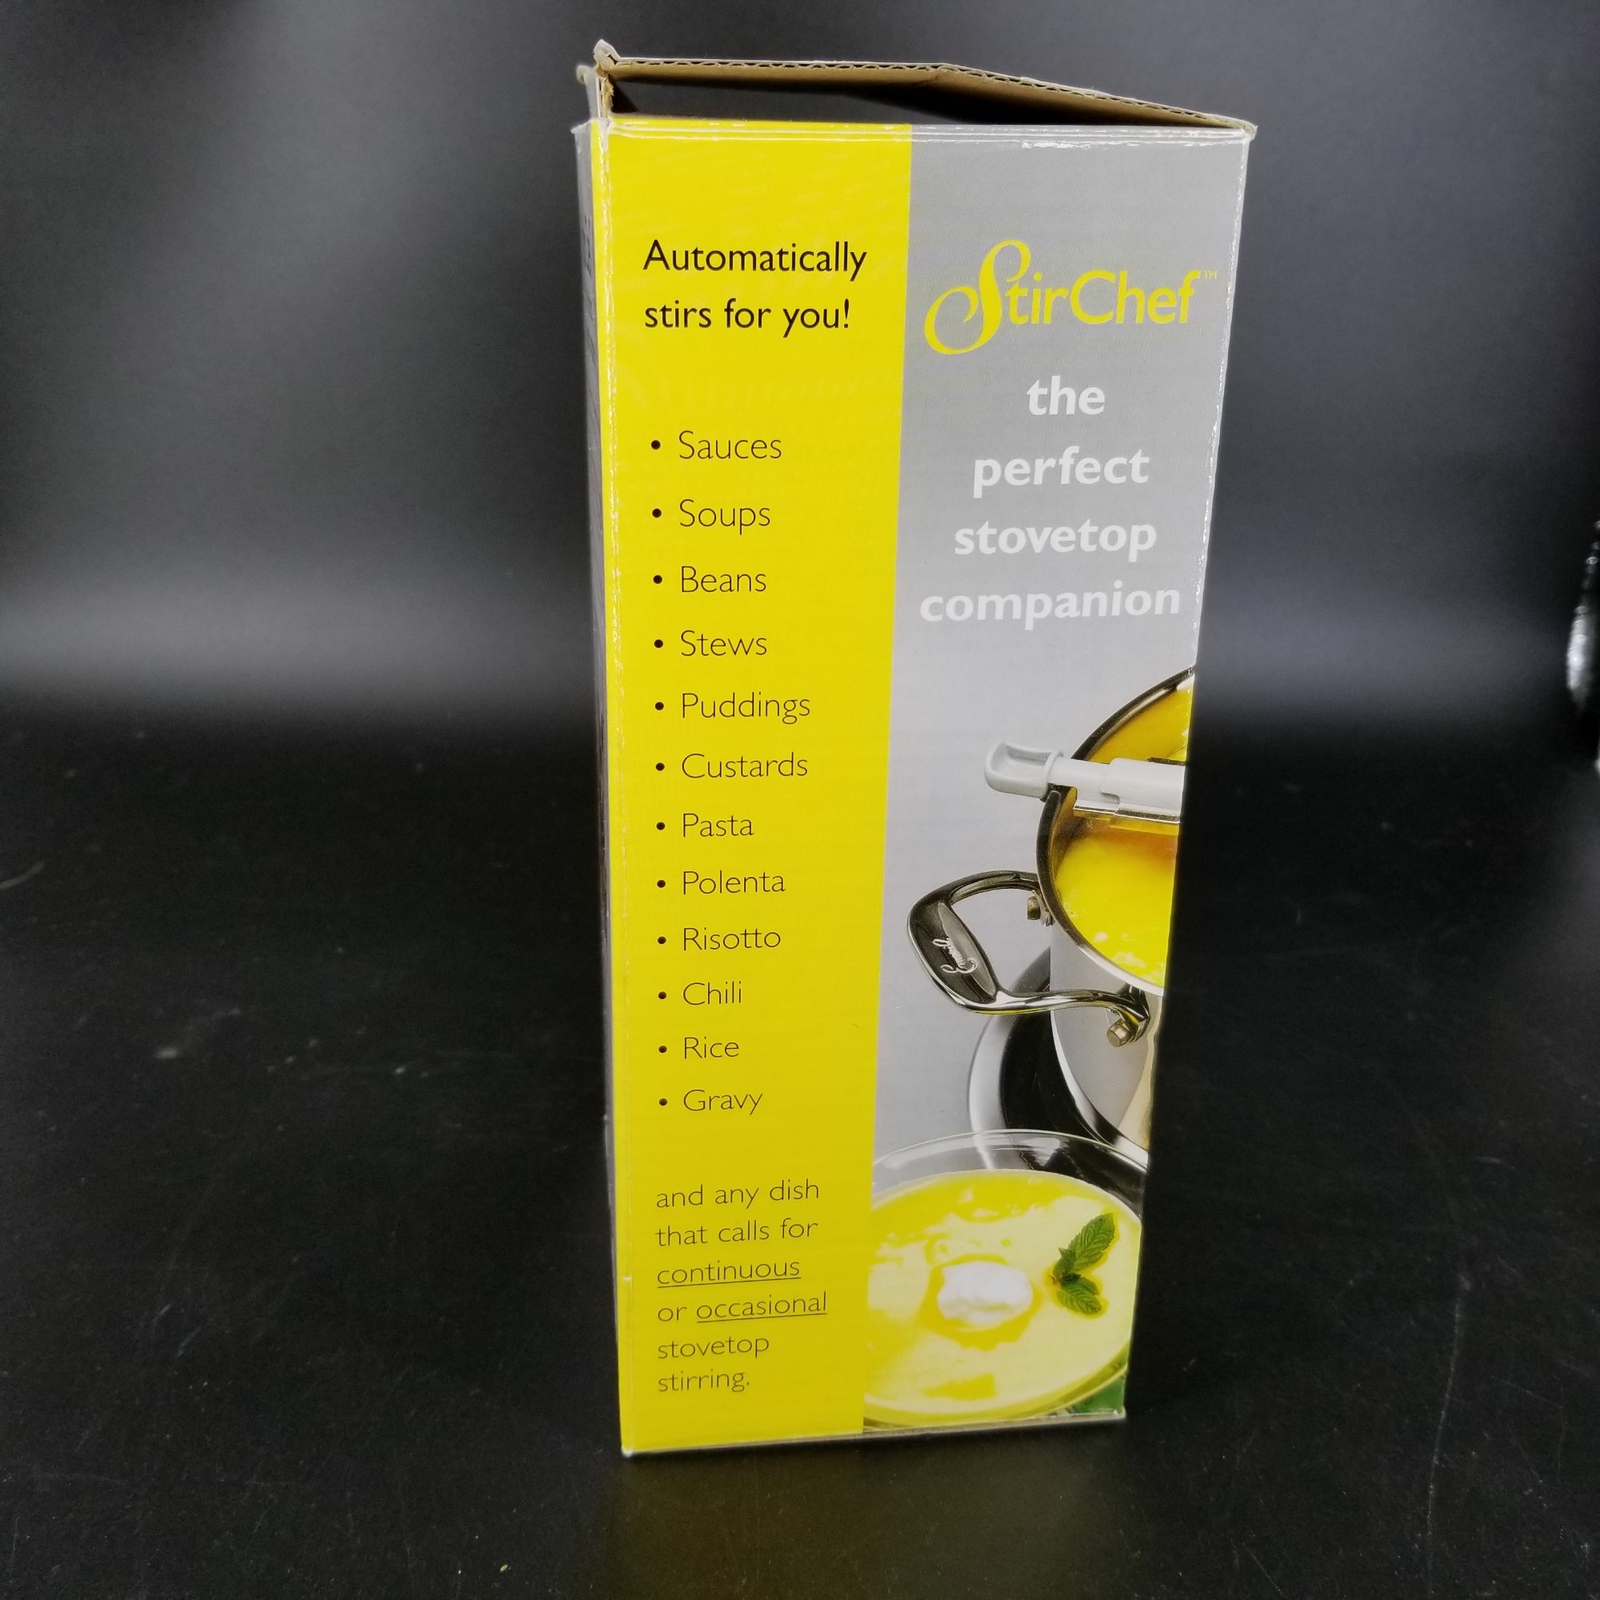 Automatically
stirs for you!
• Sauces
• Soups
• Beans
• Stews
• Puddings
• Custards
• Pasta
• Polenta
• Risotto
• Chili
• Rice
• Gravy
and any dish
that calls for
continuous
or occasional
stovetop
stirring.
StirChef™
the
perfect
stovetop
companion
Emeril